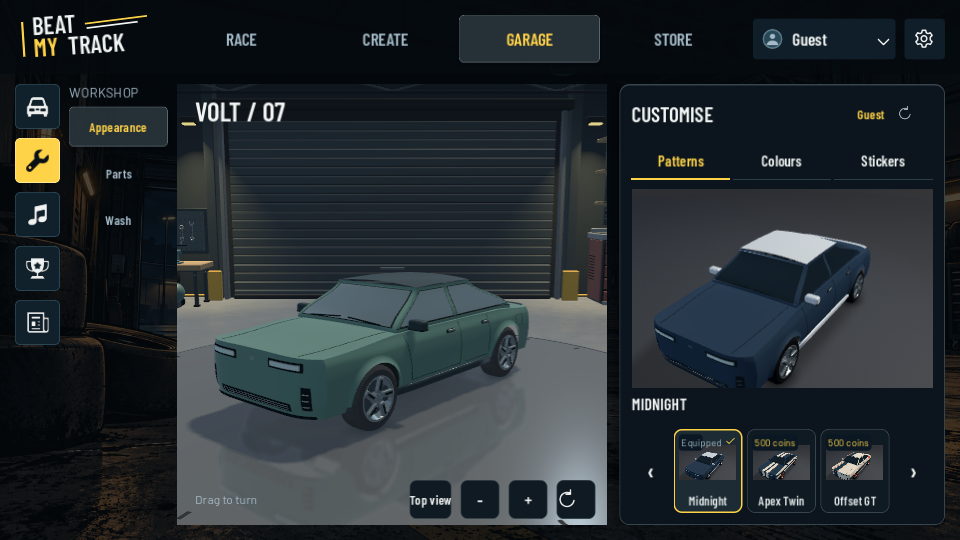 BEAT
MY TRACK
RACE
CREATE
GARAGE
STORE
Guest
WORKSHOP
Appearance
Parts
Wash
VOLT / 07
Drag to turn
Top view
-
+
CUSTOMISE
Guest
Patterns
Colours
Stickers
MIDNIGHT
‹
Equipped
Midnight
500 coins
Apex Twin
500 coins
Offset GT
›